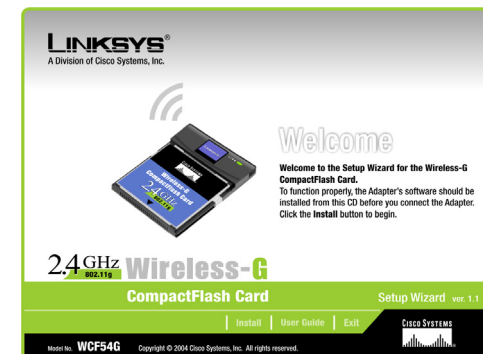 LINKSYS®
A Division of Cisco Systems, Inc.
Wireless-G
CompactFlash Card
2.4GHz
Welcome
Welcome to the Setup Wizard for the Wireless-G
CompactFlash Card.
To function properly, the Adapter's software should be
installed from this CD before you connect the Adapter.
Click the Install button to begin.
2.4GHz
802.11g
Wireless-G
CompactFlash Card
Setup Wizard ver. 1.1
Install | User Guide | Exit
CISCO SYSTEMS
Model No. WCF54G Copyright © 2004 Cisco Systems, Inc. All rights reserved.